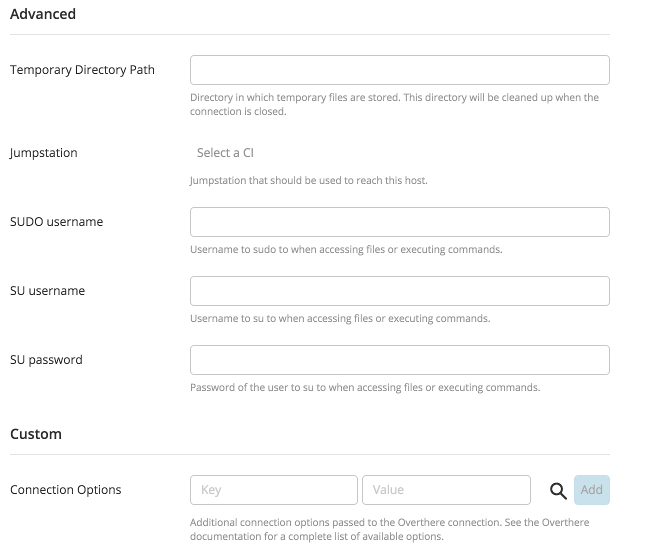 Advanced
Temporary Directory Path
Directory in which temporary files are stored. This directory will be cleaned up when the
connection is closed.
Jumpstation
Select a CI
Jumpstation that should be used to reach this host.
SUDO username
Username to sudo to when accessing files or executing commands.
SU username
Username to su to when accessing files or executing commands.
SU password
Password of the user to su to when accessing files or executing commands.
Custom
Connection Options
Key
Value
Add
Additional connection options passed to the Overthere connection. See the Overthere
documentation for a complete list of available options.